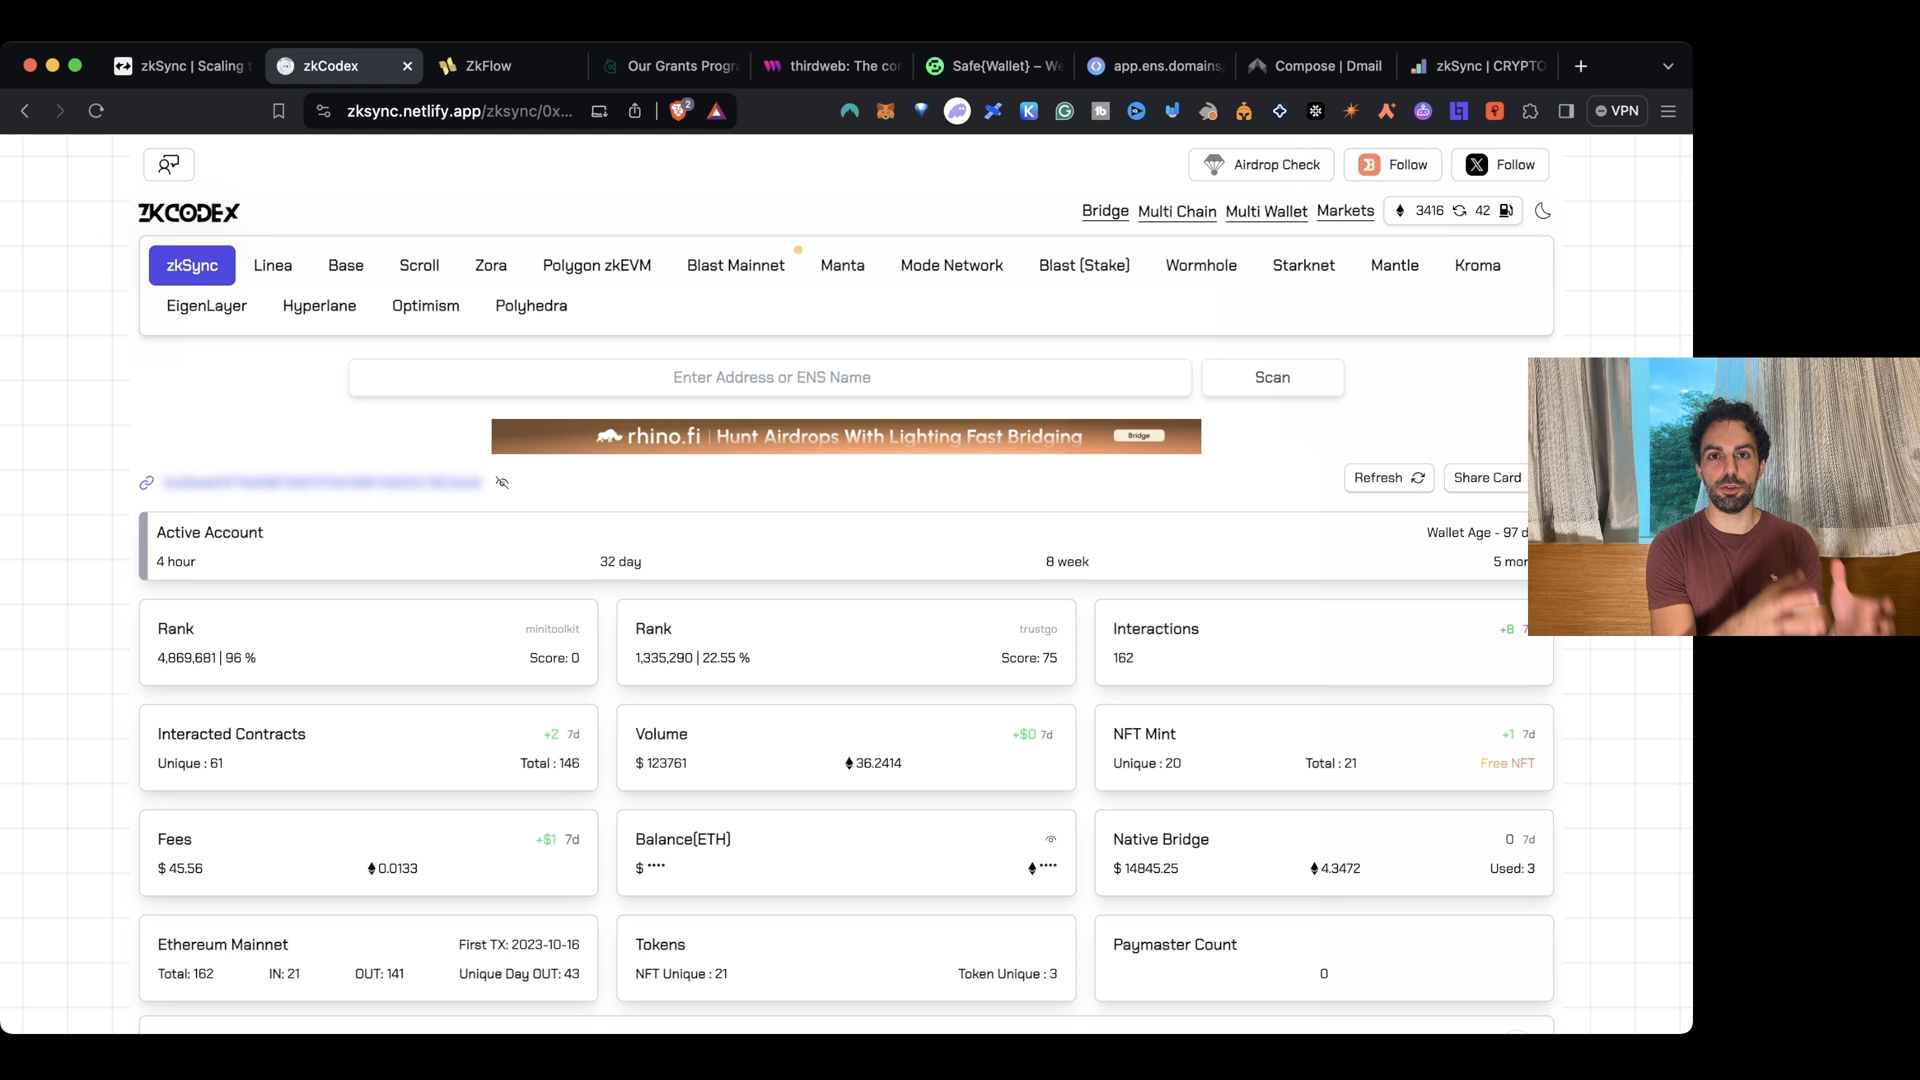 zkSync | Scaling
zkCodex
ZkFlow
Our Grants Progr
thirdweb: The co
Safe{Wallet} – W
app.ens.domains/
Compose | Dmail
zkSync | CRYPTO
zksync.netlify.app/zksync/0x...
2
VPN
Airdrop Check
Follow
Follow
ZKCODEX
Bridge
Multi Chain
Multi Wallet
Markets
3416
42
zkSync
Linea
Base
Scroll
Zora
Polygon zkEVM
Blast Mainnet
Manta
Mode Network
Blast (Stake)
Wormhole
Starknet
Mantle
Kroma
EigenLayer
Hyperlane
Optimism
Polyhedra
Enter Address or ENS Name
Scan
rhino.fi | Hunt Airdrops With Lighting Fast Bridging
Bridge
Refresh
Share Card
Active Account
Wallet Age - 97 d
4 hour
32 day
8 week
5 mon
Rank
minitoolkit
4,869,681 | 96 %
Score: 0
Rank
trustgo
1,335,290 | 22.55 %
Score: 75
Interactions
+8 7
162
Interacted Contracts
+2 7d
Unique : 61
Total : 146
Volume
+$0 7d
$ 123761
36.2414
NFT Mint
+1 7d
Unique : 20
Total : 21
Free NFT
Fees
+$1 7d
$ 45.56
0.0133
Balance(ETH)
$ ****
****
Native Bridge
0 7d
$ 14845.25
4.3472
Used: 3
Ethereum Mainnet
First TX: 2023-10-16
Total: 162
IN: 21
OUT: 141
Unique Day OUT: 43
Tokens
NFT Unique : 21
Token Unique : 3
Paymaster Count
0